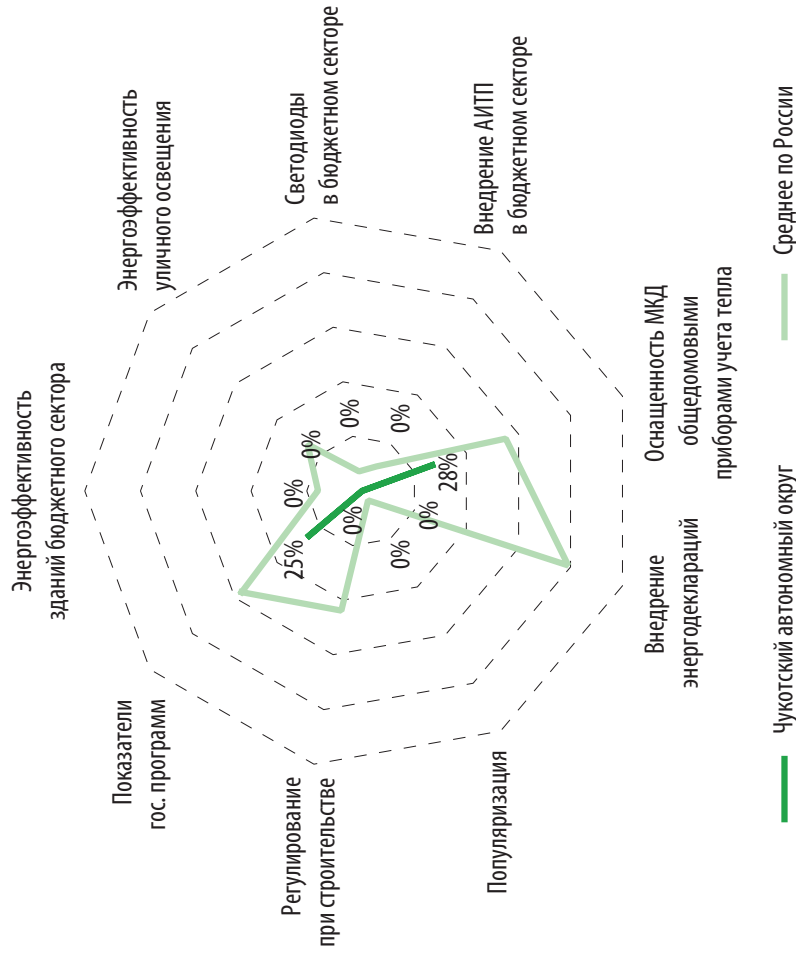 Энергоэффективность
зданий бюджетного сектора
Энергоэффективность
уличного освещения
Светодиоды
в бюджетном секторе
Внедрение АИТП
в бюджетном секторе
Оснащенность МКД
общедомовыми
приборами учета тепла
Внедрение
энергодеклараций
Популяризация
Регулирование
при строительстве
Показатели
гос. программ
0%
0%
0%
0%
28%
0%
0%
0%
25%
Чукотский автономный округ
Среднее по России